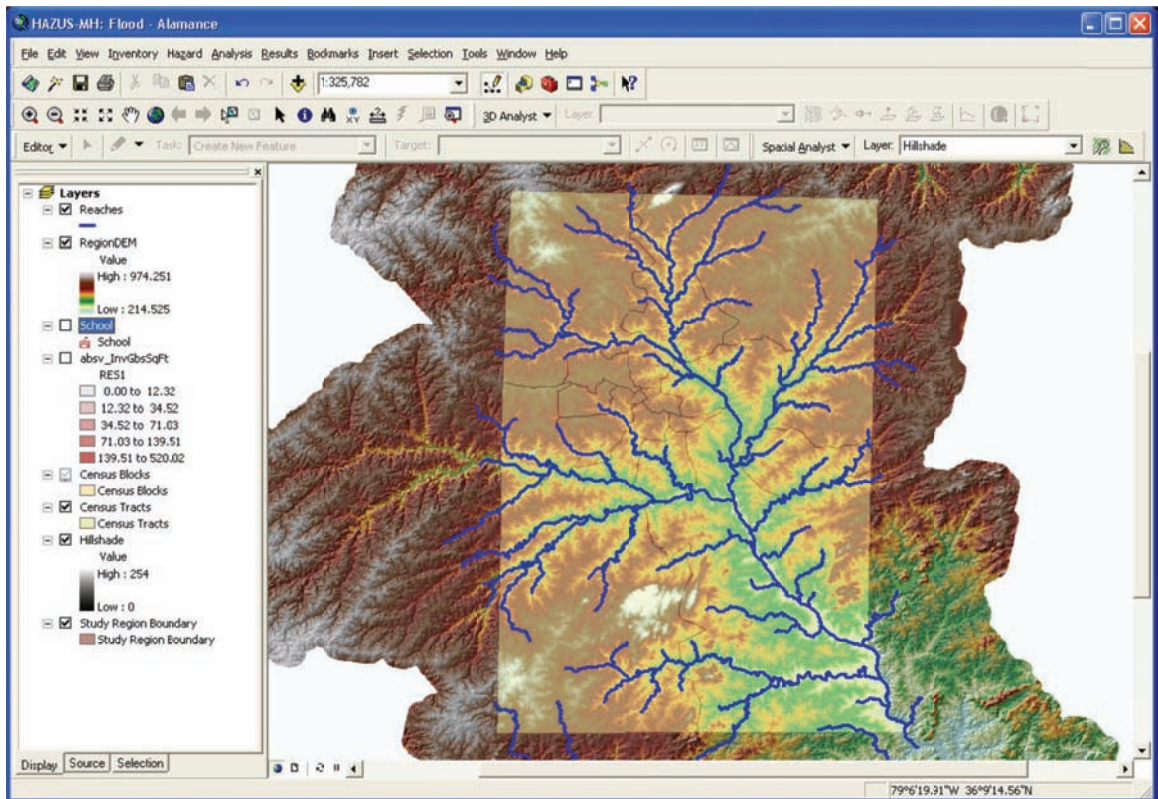 HAZUS-MH: Flood - Alamance
File Edit View Inventory Hazard Analysis Results Bookmarks Insert Selection Tools Window Help
1:325,782
3D Analyst Layer:
Editor Task: Create New Feature Target: Spacial Analyst Layer: Hillshade
Layers
Reaches
RegionDEM
Value
High : 974.251
Low : 214.525
School
School
absv_InvGbsSqFt
RES1
0.00 to 12.32
12.32 to 34.52
34.52 to 71.03
71.03 to 139.51
139.51 to 520.02
Census Blocks
Census Blocks
Census Tracts
Census Tracts
Hillshade
Value
High : 254
Low : 0
Study Region Boundary
Study Region Boundary
Display Source Selection
79°6'19.91"W 36°9'14.56"N